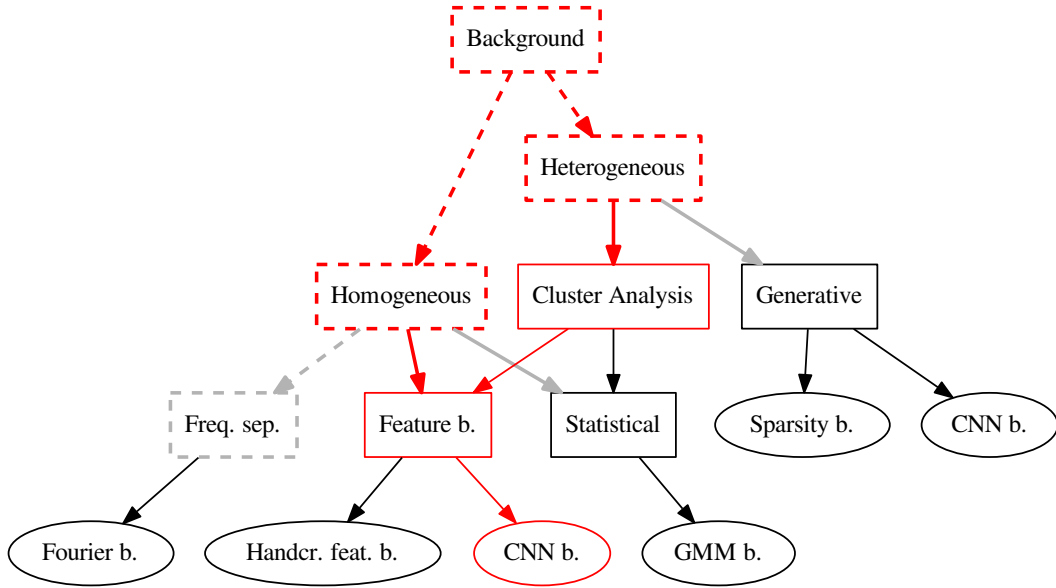 Background
Heterogeneous
Homogeneous
Cluster Analysis
Generative
Freq. sep.
Feature b.
Statistical
Sparsity b.
CNN b.
Fourier b.
Handcr. feat. b.
CNN b.
GMM b.